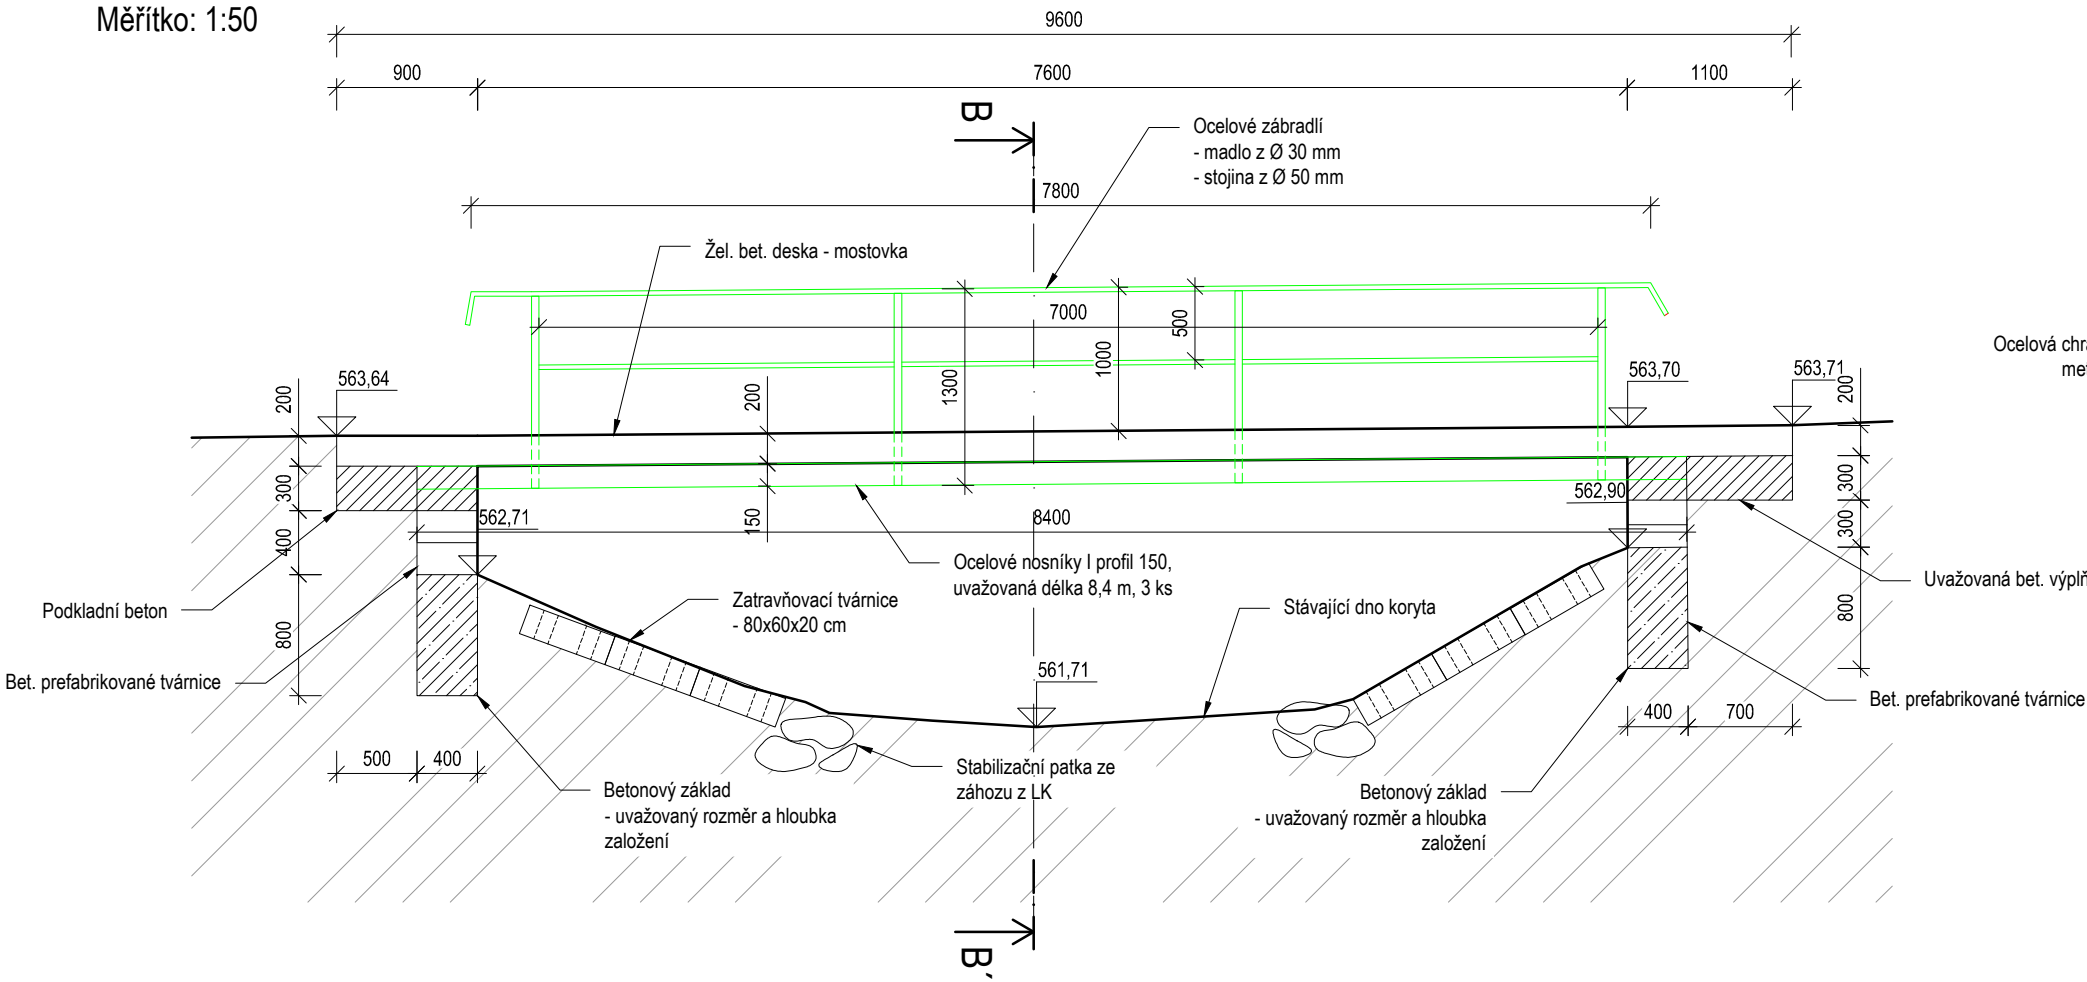 Měřítko: 1:50
9600
900
7600
1100
B
Ocelové zábradlí
- madlo z Ø 30 mm
- stojina z Ø 50 mm
7800
Žel. bet. deska - mostovka
7000
500
1000
1300
200
Ocelová chra
met
563,64
563,70
563,71
200
200
300
400
800
562,71
150
8400
562,90
300
300
800
Ocelové nosníky I profil 150,
uvažovaná délka 8,4 m, 3 ks
Uvažovaná bet. výplň
Podkladní beton
Zatravňovací tvárnice
- 80x60x20 cm
Stávající dno koryta
561,71
Bet. prefabrikované tvárnice
Bet. prefabrikované tvárnice
400
700
500
400
Stabilizační patka ze
záhozu z LK
Betonový základ
- uvažovaný rozměr a hloubka
založení
Betonový základ
- uvažovaný rozměr a hloubka
založení
B´